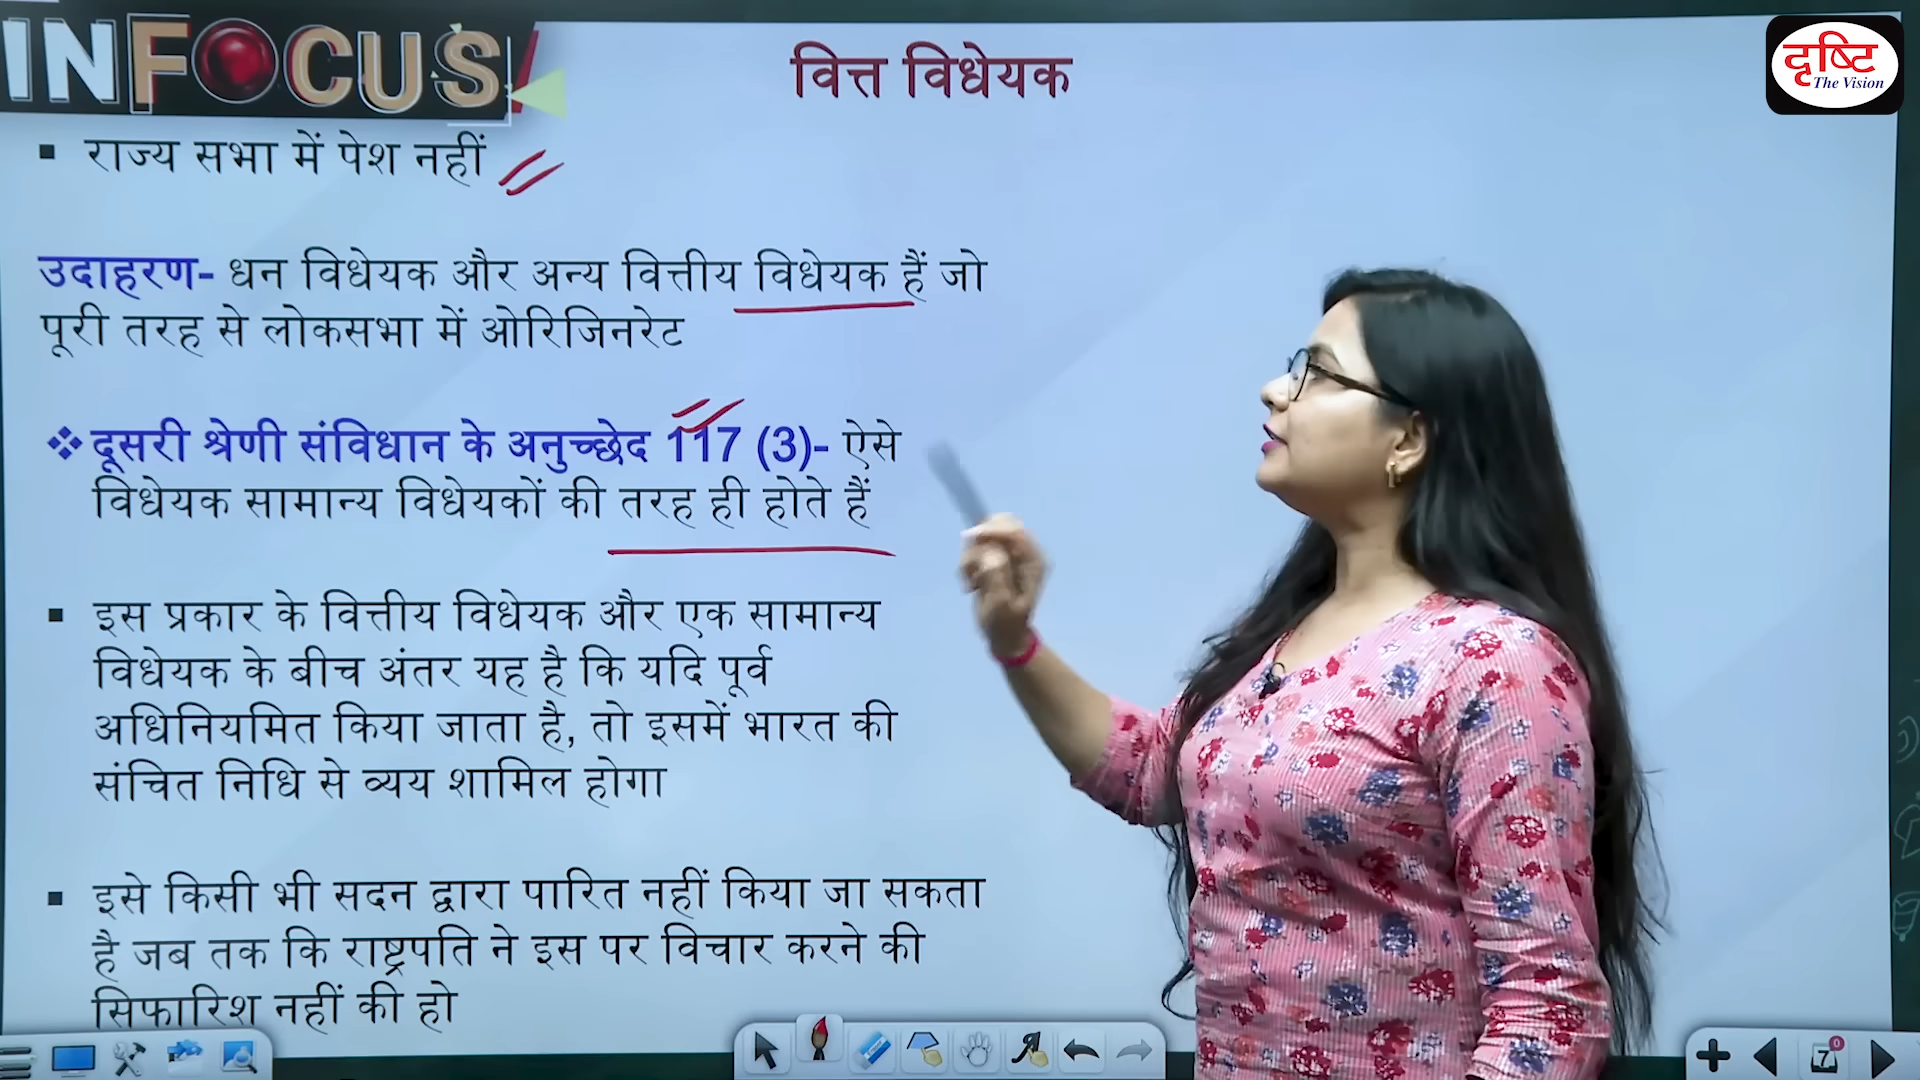 INFOCUS
वित्त विधेयक
दृष्टि
The Vision
▪ राज्य सभा में पेश नहीं
उदाहरण- धन विधेयक और अन्य वित्तीय विधेयक हैं जो
पूरी तरह से लोकसभा में ओरिजिनरेट
❖ दूसरी श्रेणी संविधान के अनुच्छेद 117 (3)- ऐसे
विधेयक सामान्य विधेयकों की तरह ही होते हैं
▪ इस प्रकार के वित्तीय विधेयक और एक सामान्य
विधेयक के बीच अंतर यह है कि यदि पूर्व
अधिनियमित किया जाता है, तो इसमें भारत की
संचित निधि से व्यय शामिल होगा
▪ इसे किसी भी सदन द्वारा पारित नहीं किया जा सकता
है जब तक कि राष्ट्रपति ने इस पर विचार करने की
सिफारिश नहीं की हो
7
0